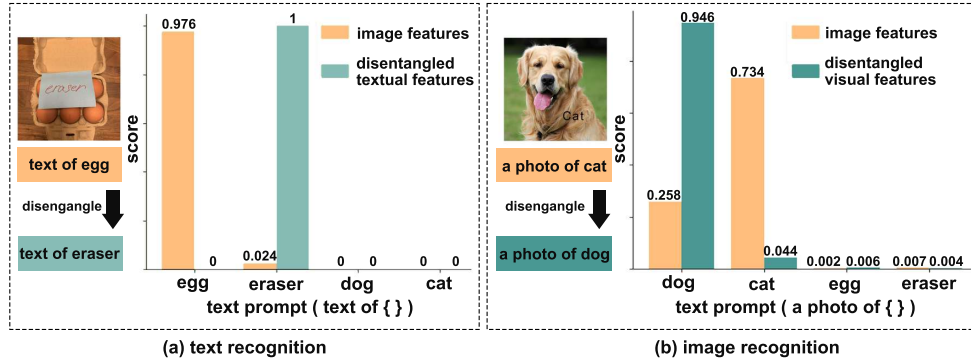 0.976
1
image features
disentangled
textual features
eraser
score
text of egg
disengangle
text of eraser
0
0.024
0
0
0
0
egg
eraser
dog
cat
text prompt ( text of { } )
(a) text recognition
0.946
image features
disentangled
visual features
0.734
Cat
score
a photo of cat
0.258
disengangle
a photo of dog
0.044
0.002
0.006
0.007
0.004
dog
cat
egg
eraser
text prompt ( a photo of { } )
(b) image recognition